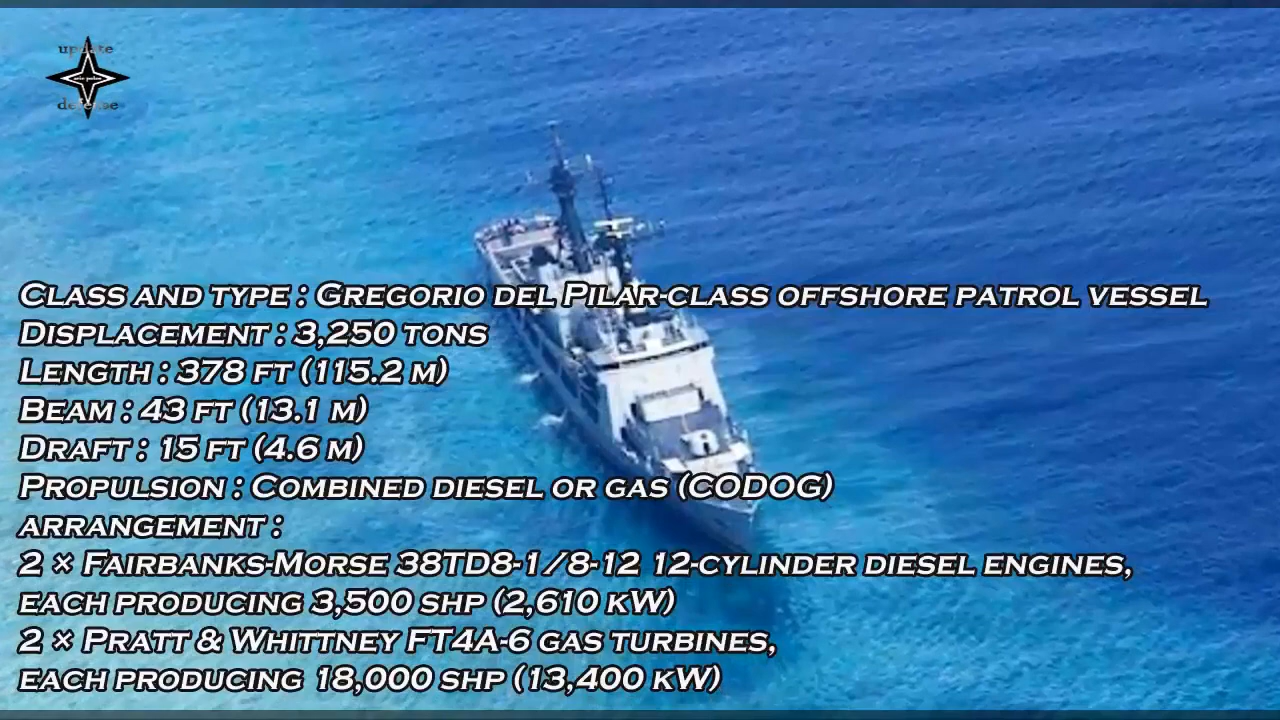 update
defense
Class and type : Gregorio del Pilar-class offshore patrol vessel
Displacement : 3,250 tons
Length : 378 ft (115.2 m)
Beam : 43 ft (13.1 m)
Draft : 15 ft (4.6 m)
Propulsion : Combined diesel or gas (CODOG)
arrangement :
2 × Fairbanks-Morse 38TD8-1/8-12 12-cylinder diesel engines,
each producing 3,500 shp (2,610 kW)
2 × Pratt & Whittney FT4A-6 gas turbines,
each producing 18,000 shp (13,400 kW)